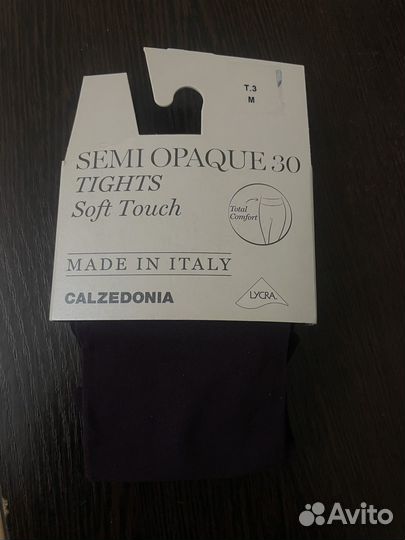 T.3
M
SEMI OPAQUE 30
TIGHTS
Soft Touch
Total
Comfort
MADE IN ITALY
CALZEDONIA
LYCRA
Avito